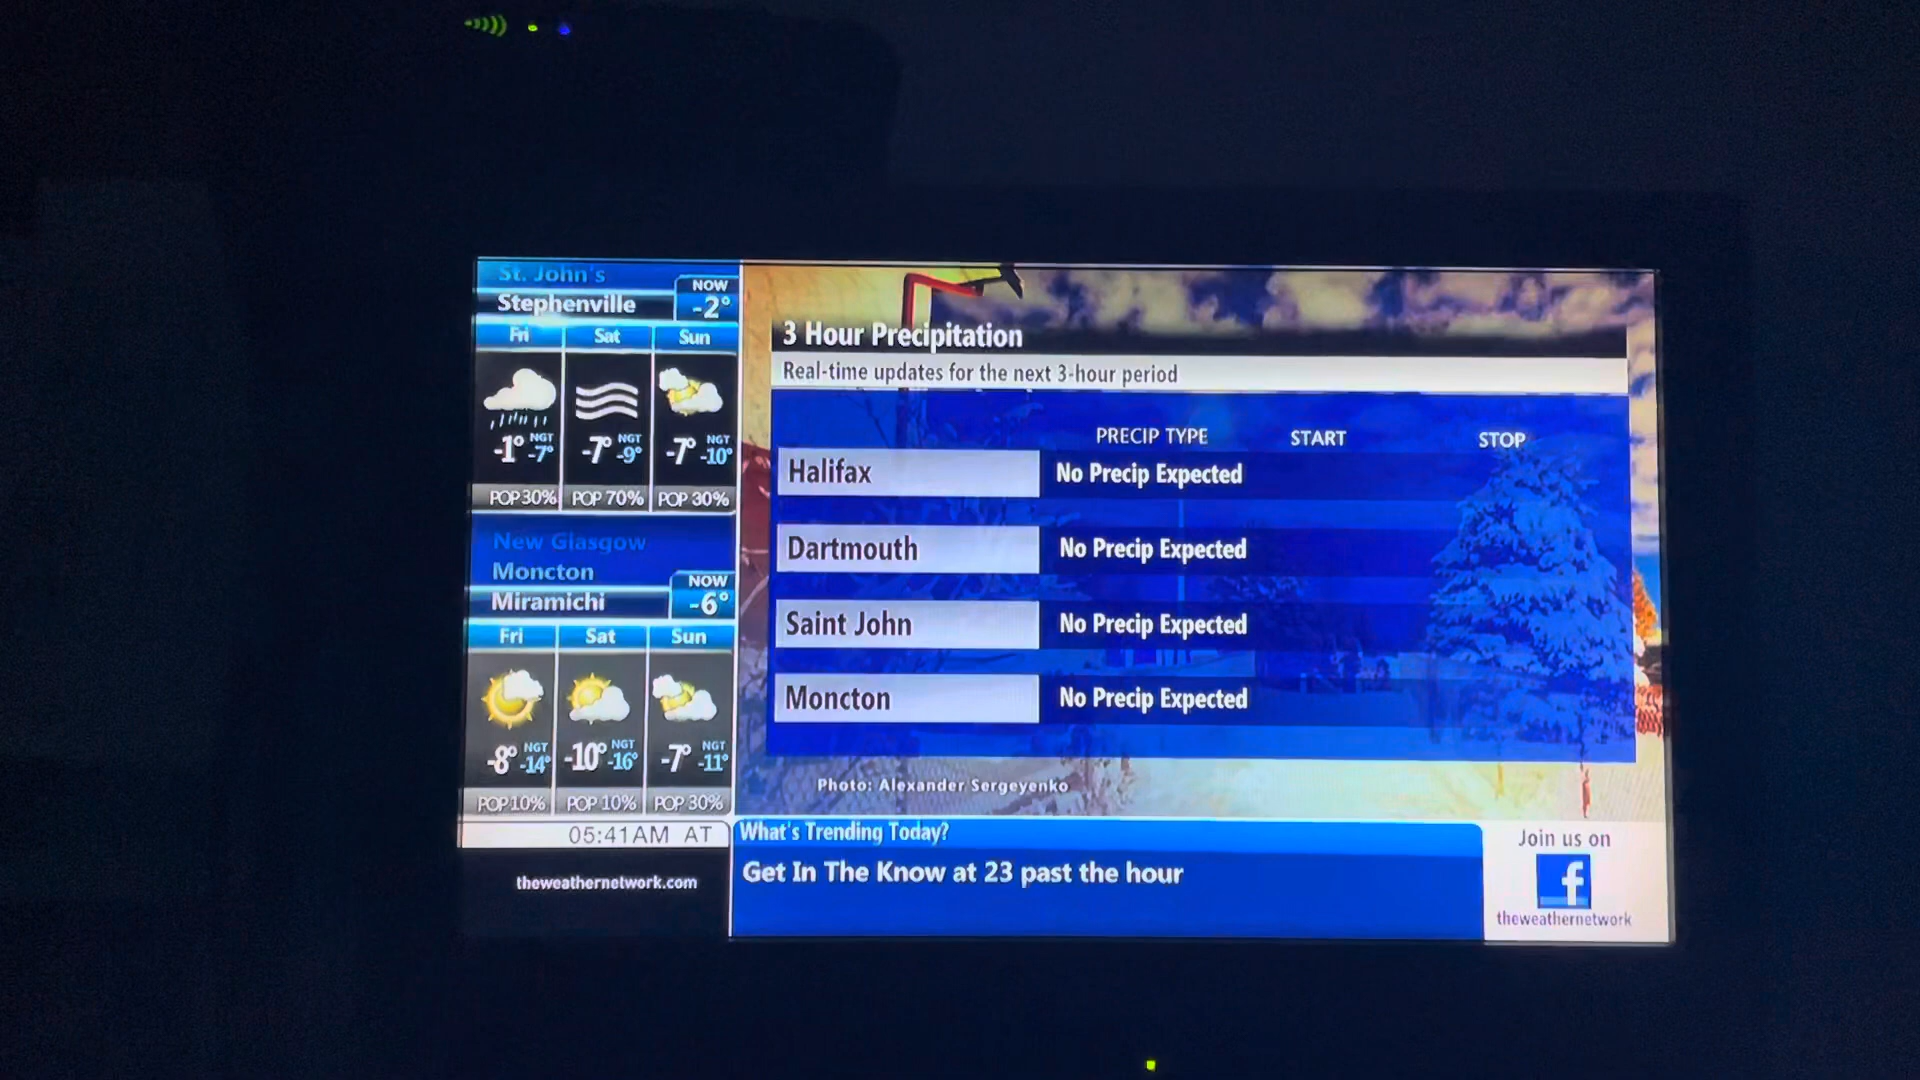 St. John's
Stephenville
NOW
-2°
Fri Sat Sun
-1° NGT -7° -7° NGT -9° -7° NGT -10°
POP 30% POP 70% POP 30%
New Glasgow
Moncton
Miramichi
NOW
-6°
Fri Sat Sun
-8° NGT -14° -10° NGT -16° -7° NGT -11°
POP 10% POP 10% POP 30%
05:41AM AT
theweathernetwork.com
3 Hour Precipitation
Real-time updates for the next 3-hour period
PRECIP TYPE START STOP
Halifax No Precip Expected
Dartmouth No Precip Expected
Saint John No Precip Expected
Moncton No Precip Expected
Photo: Alexander Sergeyenko
What's Trending Today?
Get In The Know at 23 past the hour
Join us on
f
theweathernetwork